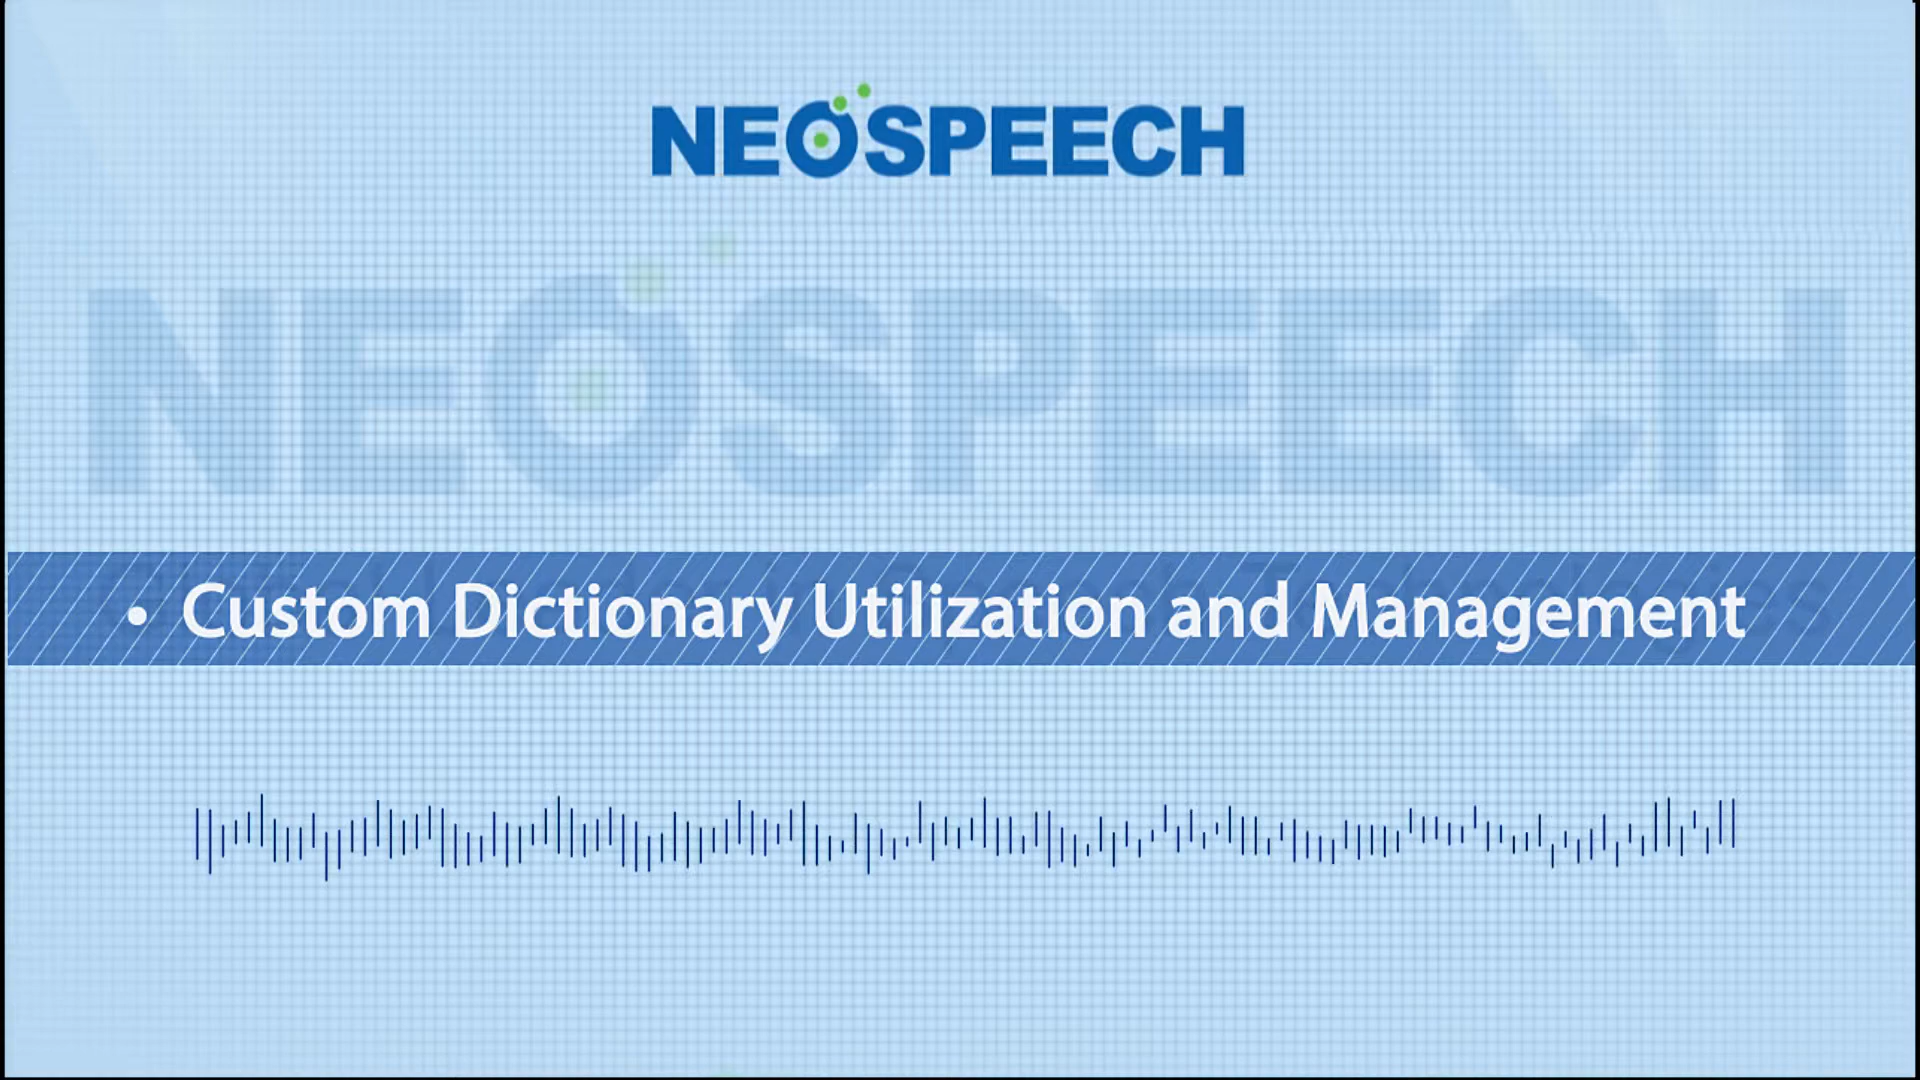 NEOSPEECH
NEOSPEECH
• Custom Dictionary Utilization and Management